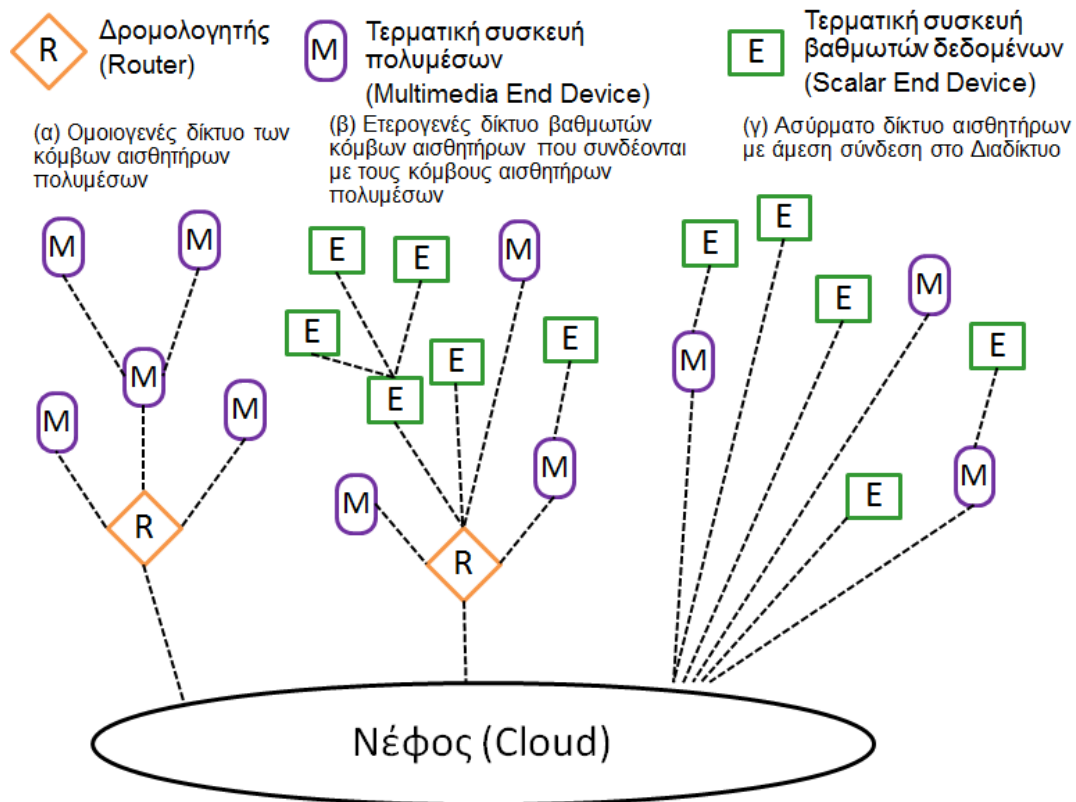 R
Δρομολογητής
(Router)
M
Τερματική συσκευή
πολυμέσων
(Multimedia End Device)
E
Τερματική συσκευή
βαθμωτών δεδομένων
(Scalar End Device)
(α) Ομοιογενές δίκτυο των
κόμβων αισθητήρων
πολυμέσων
(β) Ετερογενές δίκτυο βαθμωτών
κόμβων αισθητήρων που συνδέονται
με τους κόμβους αισθητήρων
πολυμέσων
(γ) Ασύρματο δίκτυο αισθητήρων
με άμεση σύνδεση στο Διαδίκτυο
M
M
M
M
M
R
E
E
M
E
E
E
E
M
M
R
E
E
E
M
M
E
E
M
Νέφος (Cloud)